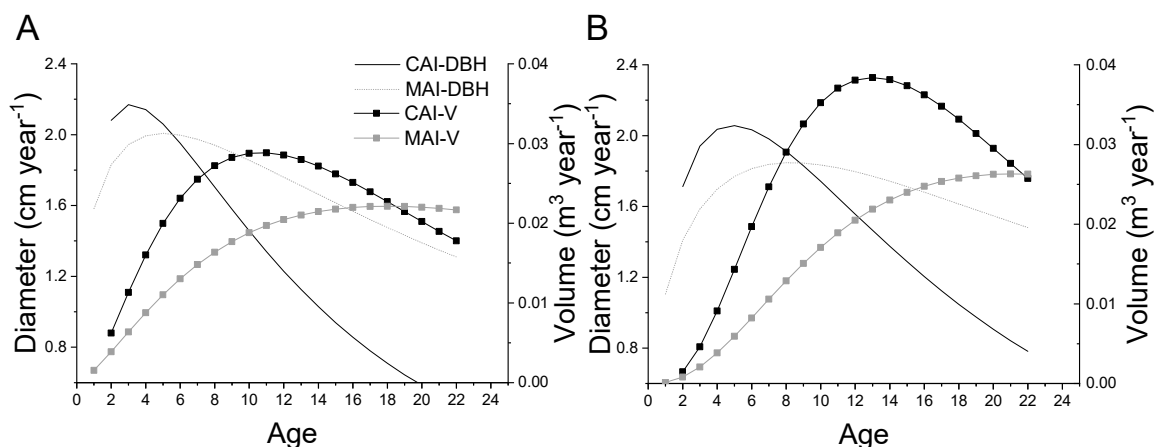 A
B
CAI-DBH
MAI-DBH
CAI-V
MAI-V
Diameter (cm year⁻¹)
2.4
2.0
1.6
1.2
0.8
Volume (m³ year⁻¹)
0.04
0.03
0.02
0.01
0.00
0 2 4 6 8 10 12 14 16 18 20 22 24
Age
Diameter (cm year⁻¹)
2.4
2.0
1.6
1.2
0.8
Volume (m³ year⁻¹)
0.04
0.03
0.02
0.01
0.00
0 2 4 6 8 10 12 14 16 18 20 22 24
Age